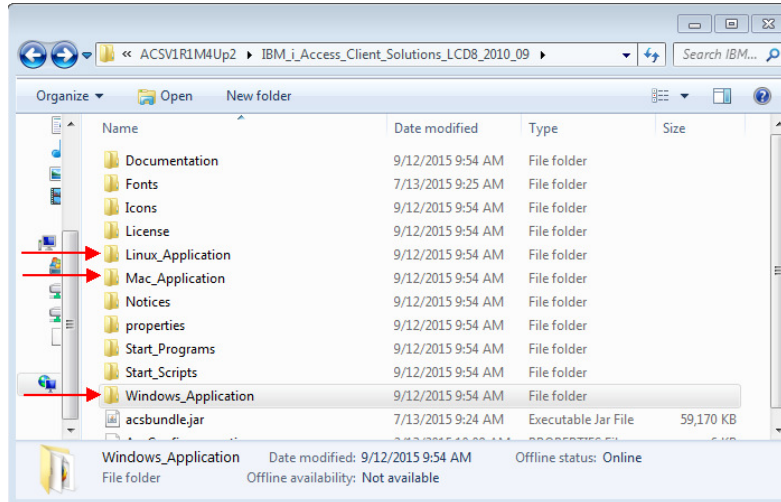 « ACSV1R1M4Up2 ▸ IBM_i_Access_Client_Solutions_LCD8_2010_09 ▸ Search IBM...
Organize Open New folder
Name Date modified Type Size
Documentation 9/12/2015 9:54 AM File folder
Fonts 7/13/2015 9:25 AM File folder
Icons 9/12/2015 9:54 AM File folder
License 9/12/2015 9:54 AM File folder
Linux_Application 9/12/2015 9:54 AM File folder
Mac_Application 9/12/2015 9:54 AM File folder
Notices 9/12/2015 9:54 AM File folder
properties 9/12/2015 9:54 AM File folder
Start_Programs 9/12/2015 9:54 AM File folder
Start_Scripts 9/12/2015 9:54 AM File folder
Windows_Application 9/12/2015 9:54 AM File folder
acsbundle.jar 7/13/2015 9:24 AM Executable Jar File 59,170 KB
Windows_Application Date modified: 9/12/2015 9:54 AM Offline status: Online
File folder Offline availability: Not available